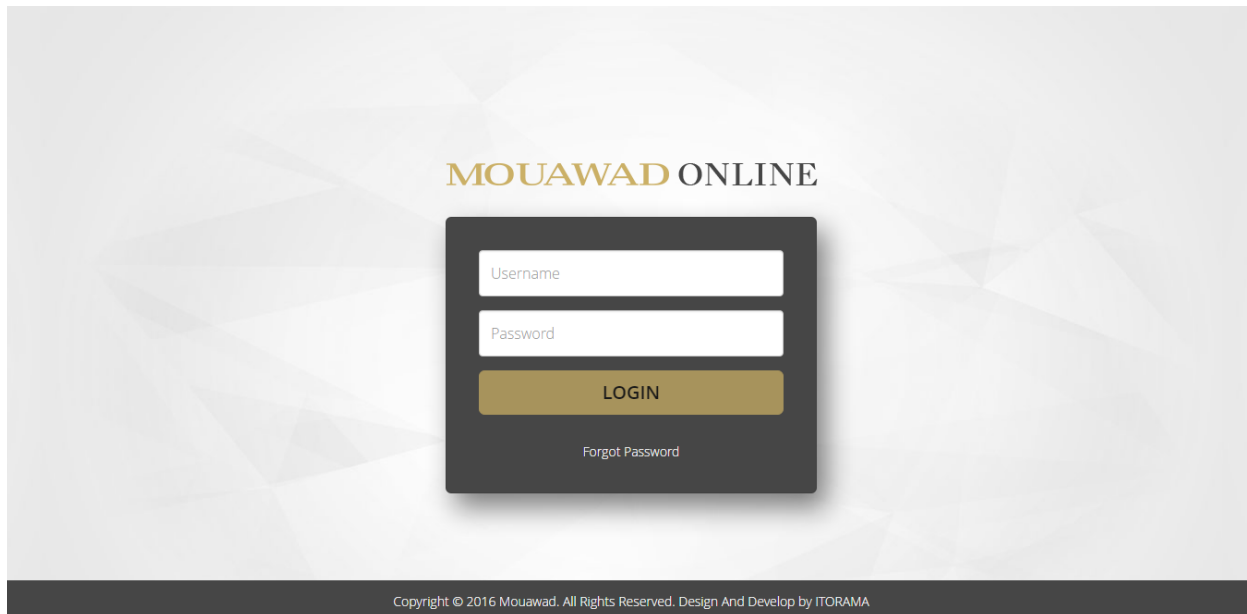 MOUAWAD ONLINE
Username
Password
LOGIN
Forgot Password
Copyright © 2016 Mouawad. All Rights Reserved. Design And Develop by ITORAMA